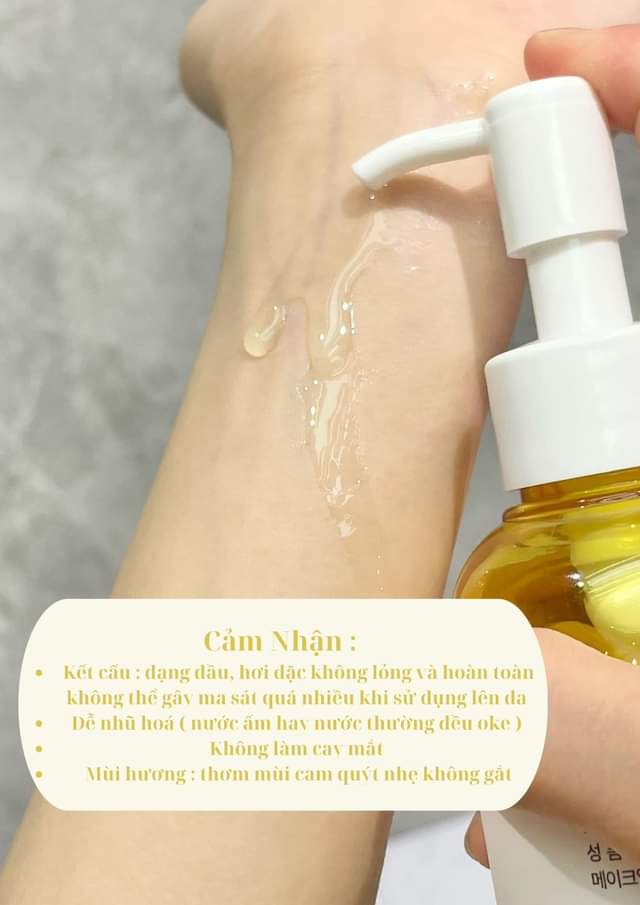 Cảm Nhận :
• Kết cấu : dạng dầu, hơi đặc không lỏng và hoàn toàn
không thể gây ma sát quá nhiều khi sử dụng lên da
• Dễ nhũ hoá ( nước ấm hay nước thường đều oke )
• Không làm cay mắt
• Mùi hương : thơm mùi cam quýt nhẹ không gắt
성 놈
메이크